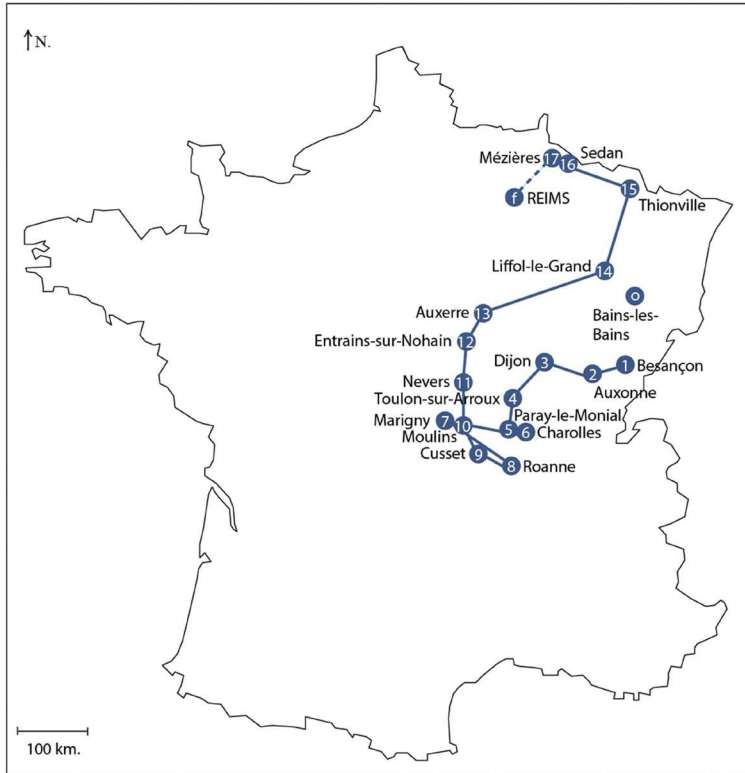 N.
Mézières
17
16
Sedan
15
Thionville
f
REIMS
Liffol-le-Grand
14
o
Bains-les-
Bains
Auxerre
13
Entrains-sur-Nohain
12
Dijon
3
2
1
Besançon
Auxonne
Nevers
11
Toulon-sur-Arroux
4
Marigny
7
10
Moulins
Paray-le-Monial
5
6
Charolles
Cusset
9
8
Roanne
100 km.